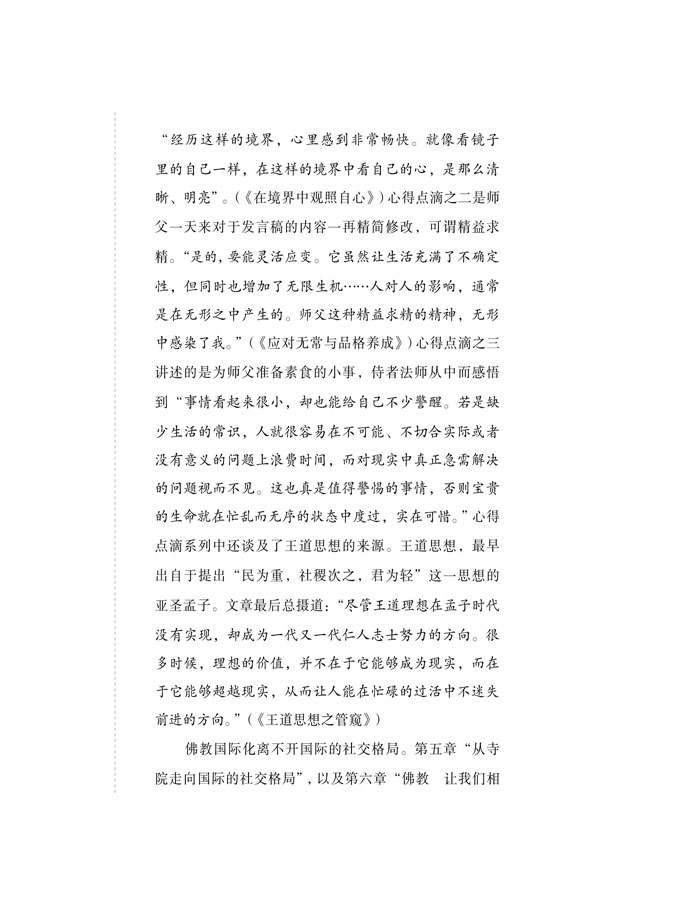 “经历这样的境界，心里感到非常畅快。就像看镜子
里的自己一样，在这样的境界中看自己的心，是那么清
晰、明亮”。(《在境界中观照自心》)心得点滴之二是师
父一天来对于发言稿的内容一再精简修改，可谓精益求
精。“是的，要能灵活应变。它虽然让生活充满了不确定
性，但同时也增加了无限生机……人对人的影响，通常
是在无形之中产生的。师父这种精益求精的精神，无形
中感染了我。”(《应对无常与品格养成》)心得点滴之三
讲述的是为师父准备素食的小事，侍者法师从中而感悟
到“事情看起来很小，却也能给自己不少警醒。若是缺
少生活的常识，人就很容易在不可能、不切合实际或者
没有意义的问题上浪费时间，而对现实中真正急需解决
的问题视而不见。这也真是值得警惕的事情，否则宝贵
的生命就在忙乱而无序的状态中度过，实在可惜。”心得
点滴系列中还谈及了王道思想的来源。王道思想，最早
出自于提出“民为重，社稷次之，君为轻”这一思想的
亚圣孟子。文章最后总摄道：“尽管王道理想在孟子时代
没有实现，却成为一代又一代仁人志士努力的方向。很
多时候，理想的价值，并不在于它能够成为现实，而在
于它能够超越现实，从而让人能在忙碌的过活中不迷失
前进的方向。”(《王道思想之管窥》)
佛教国际化离不开国际的社交格局。第五章“从寺
院走向国际的社交格局”，以及第六章“佛教　让我们相